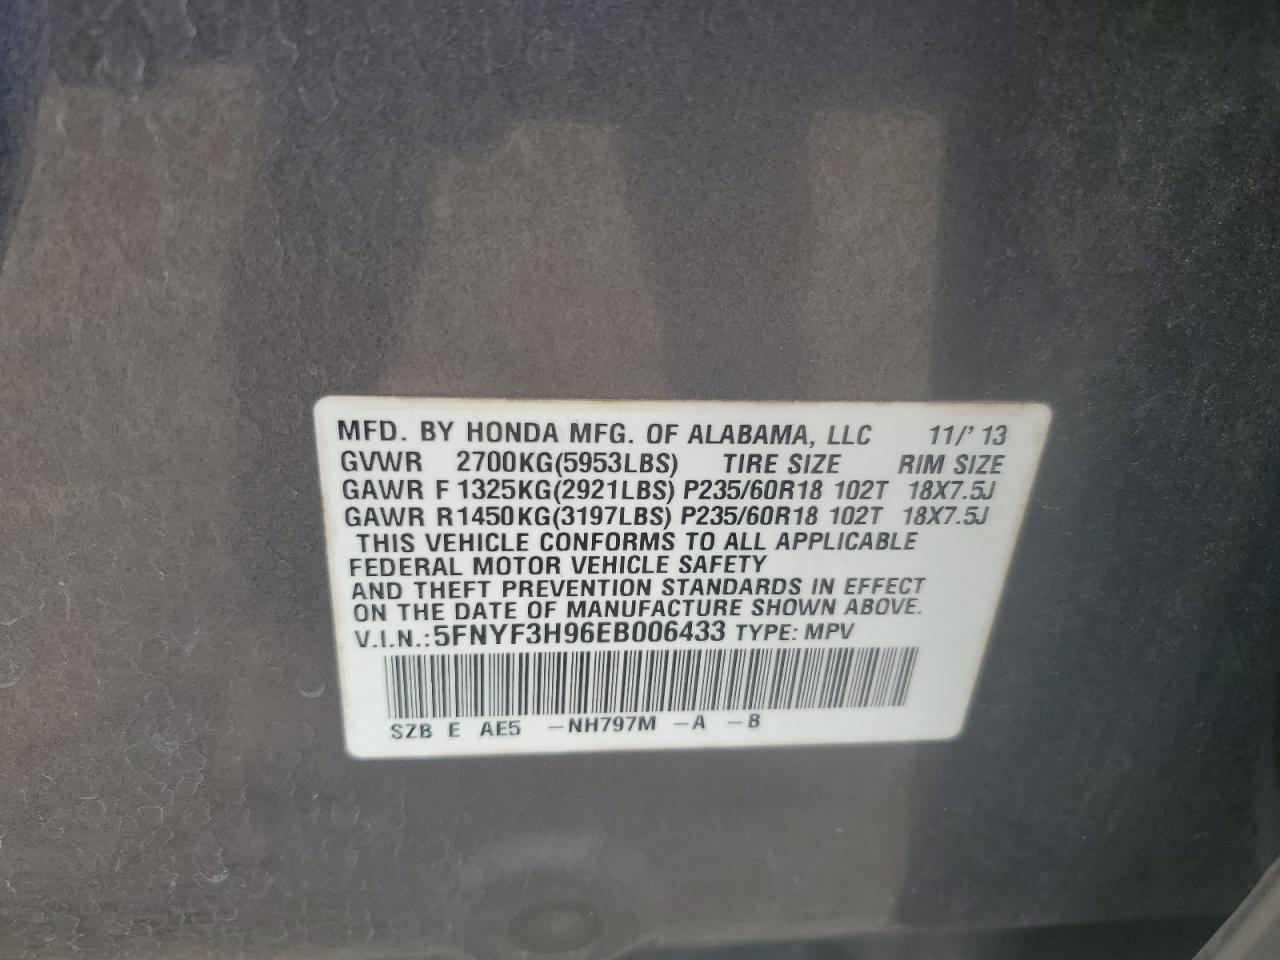 MFD. BY HONDA MFG. OF ALABAMA, LLC 11/' 13
GVWR 2700KG(5953LBS) TIRE SIZE RIM SIZE
GAWR F 1325KG(2921LBS) P235/60R18 102T 18X7.5J
GAWR R 1450KG(3197LBS) P235/60R18 102T 18X7.5J
THIS VEHICLE CONFORMS TO ALL APPLICABLE
FEDERAL MOTOR VEHICLE SAFETY
AND THEFT PREVENTION STANDARDS IN EFFECT
ON THE DATE OF MANUFACTURE SHOWN ABOVE.
V.I.N.:5FNYF3H96EB006433 TYPE: MPV
SZB E AE5 -NH797M -A -B